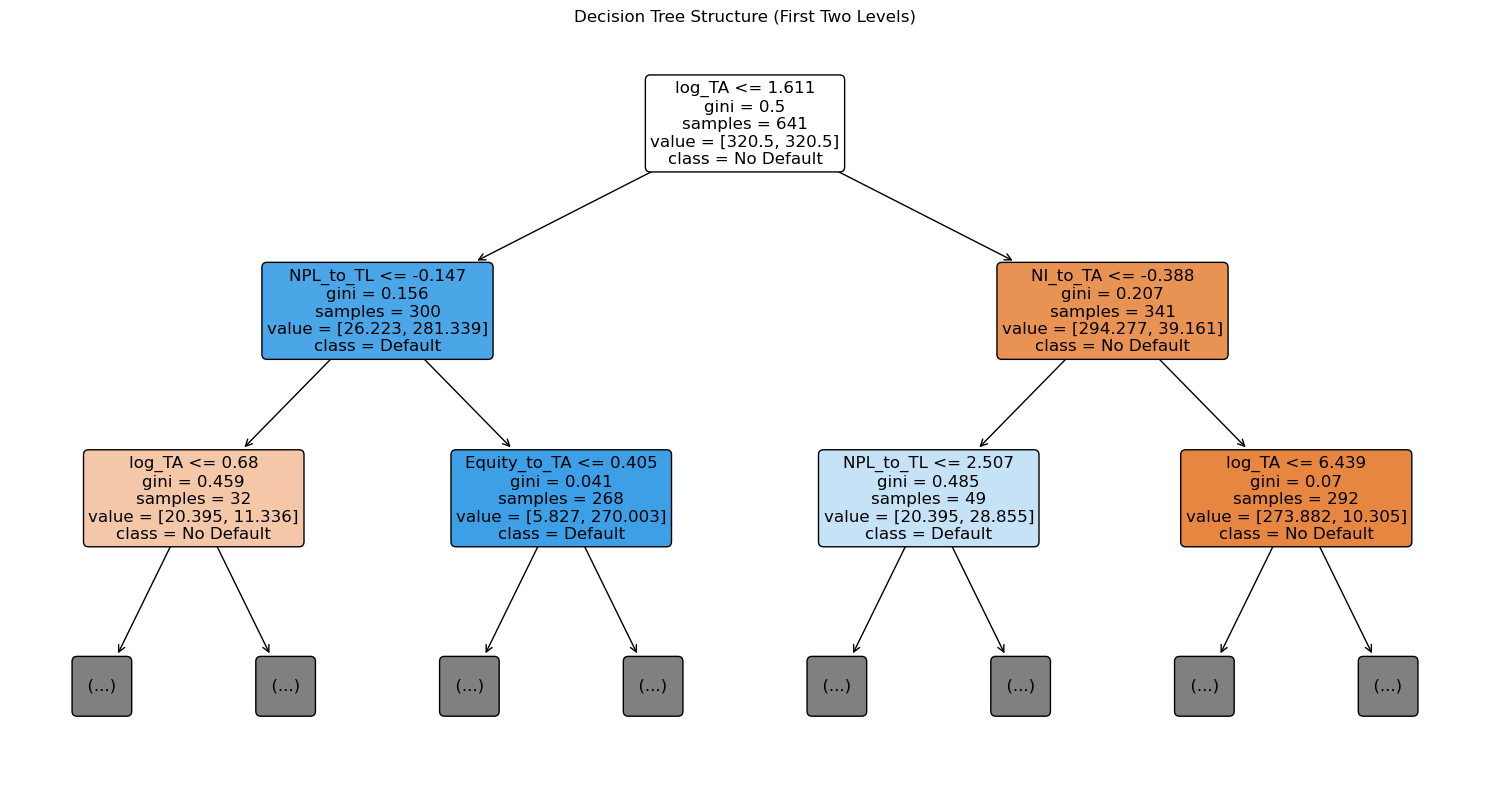 Decision Tree Structure (First Two Levels)
log_TA <= 1.611
gini = 0.5
samples = 641
value = [320.5, 320.5]
class = No Default
NPL_to_TL <= -0.147
gini = 0.156
samples = 300
value = [26.223, 281.339]
class = Default
NI_to_TA <= -0.388
gini = 0.207
samples = 341
value = [294.277, 39.161]
class = No Default
log_TA <= 0.68
gini = 0.459
samples = 32
value = [20.395, 11.336]
class = No Default
Equity_to_TA <= 0.405
gini = 0.041
samples = 268
value = [5.827, 270.003]
class = Default
NPL_to_TL <= 2.507
gini = 0.485
samples = 49
value = [20.395, 28.855]
class = Default
log_TA <= 6.439
gini = 0.07
samples = 292
value = [273.882, 10.305]
class = No Default
(...)
(...)
(...)
(...)
(...)
(...)
(...)
(...)